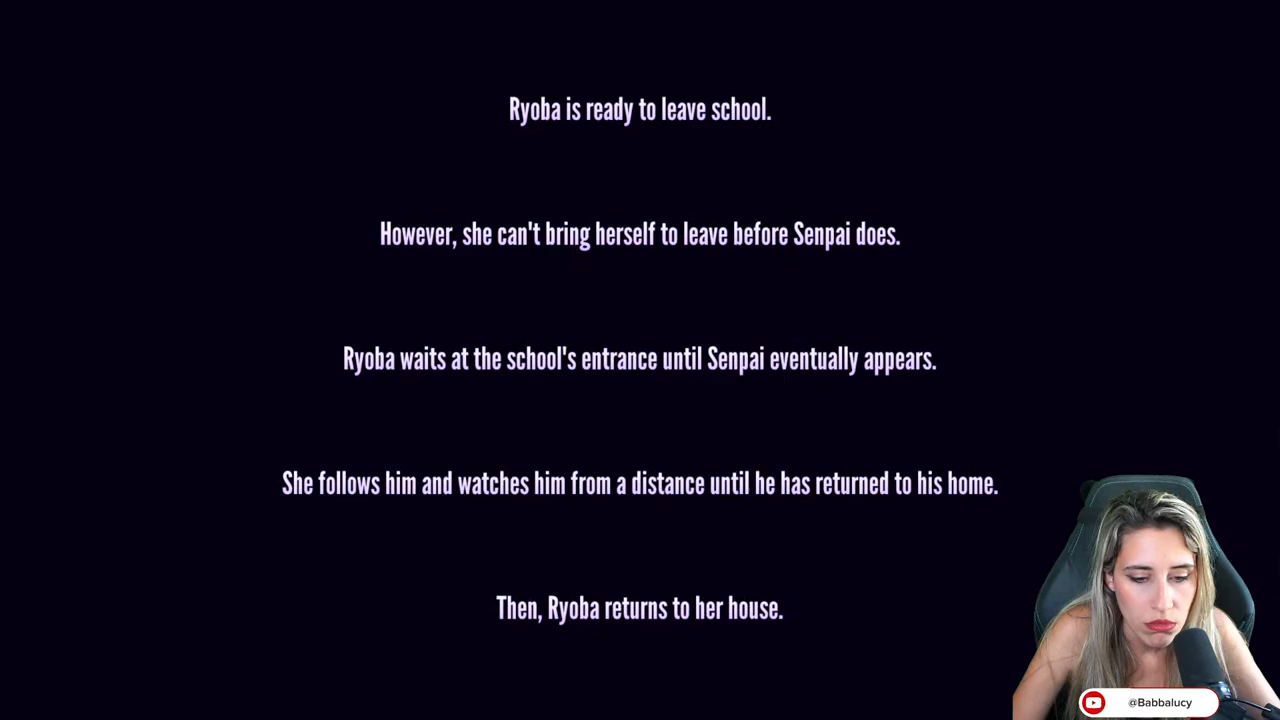 Ryoba is ready to leave school.
However, she can't bring herself to leave before Senpai does.
Ryoba waits at the school's entrance until Senpai eventually appears.
She follows him and watches him from a distance until he has returned to his home.
Then, Ryoba returns to her house.
@Babbalucy